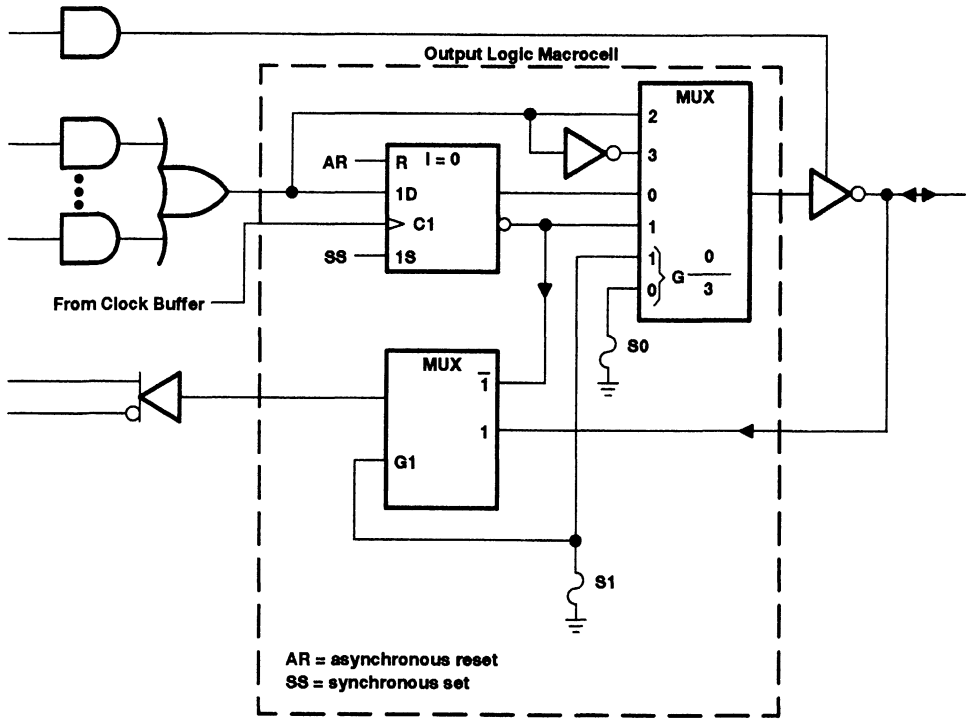 Output Logic Macrocell
MUX
2
3
0
1
1
0
G 0
3
AR
R I = 0
1D
C1
SS
1S
From Clock Buffer
S0
MUX
1̅
1
G1
S1
AR = asynchronous reset
SS = synchronous set